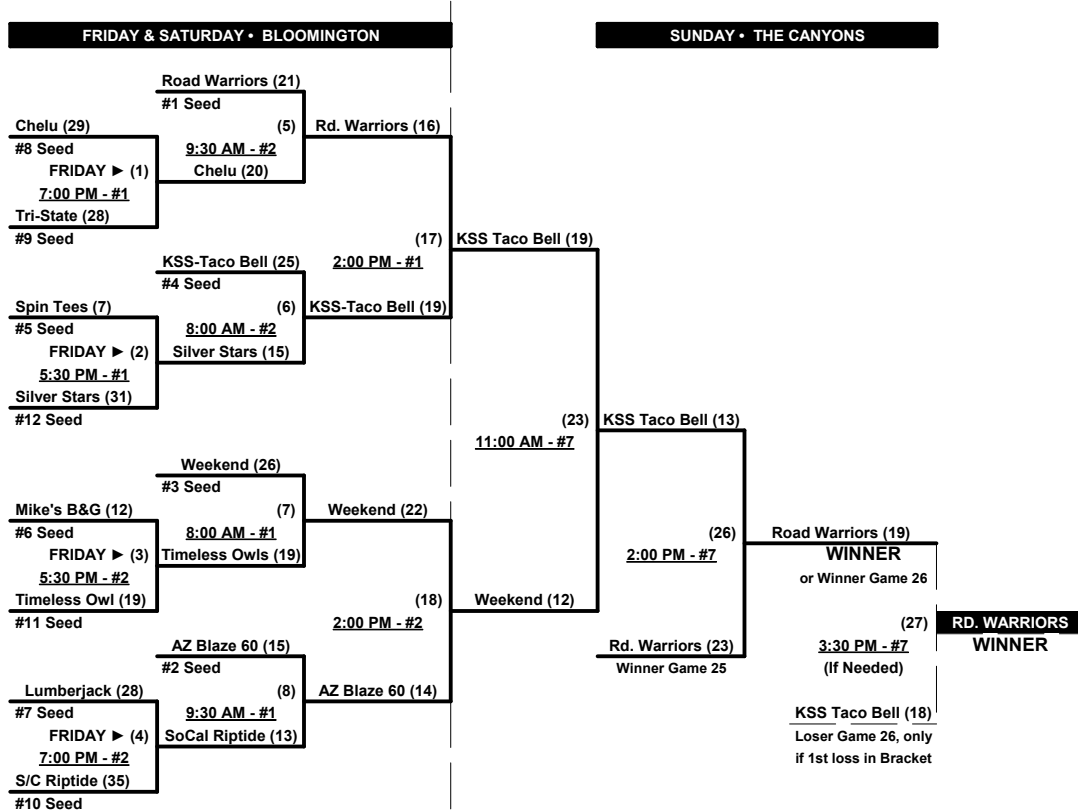 FRIDAY & SATURDAY • BLOOMINGTON
SUNDAY • THE CANYONS
Road Warriors (21)
#1 Seed
Chelu (29)
(5)
Rd. Warriors (16)
#8 Seed
9:30 AM - #2
FRIDAY ► (1)
Chelu (20)
7:00 PM - #1
Tri-State (28)
#9 Seed
(17)
KSS Taco Bell (19)
KSS-Taco Bell (25)
2:00 PM - #1
#4 Seed
Spin Tees (7)
(6)
KSS-Taco Bell (19)
#5 Seed
8:00 AM - #2
FRIDAY ► (2)
Silver Stars (15)
5:30 PM - #1
Silver Stars (31)
#12 Seed
(23)
KSS Taco Bell (13)
11:00 AM - #7
Weekend (26)
#3 Seed
Mike's B&G (12)
(7)
Weekend (22)
#6 Seed
8:00 AM - #1
(26)
Road Warriors (19)
FRIDAY ► (3)
Timeless Owls (19)
2:00 PM - #7
WINNER
5:30 PM - #2
or Winner Game 26
Timeless Owl (19)
(18)
Weekend (12)
#11 Seed
2:00 PM - #2
(27)
RD. WARRIORS
AZ Blaze 60 (15)
Rd. Warriors (23)
3:30 PM - #7
WINNER
#2 Seed
Winner Game 25
(If Needed)
Lumberjack (28)
(8)
AZ Blaze 60 (14)
#7 Seed
9:30 AM - #1
KSS Taco Bell (18)
FRIDAY ► (4)
SoCal Riptide (13)
Loser Game 26, only
7:00 PM - #2
if 1st loss in Bracket
S/C Riptide (35)
#10 Seed